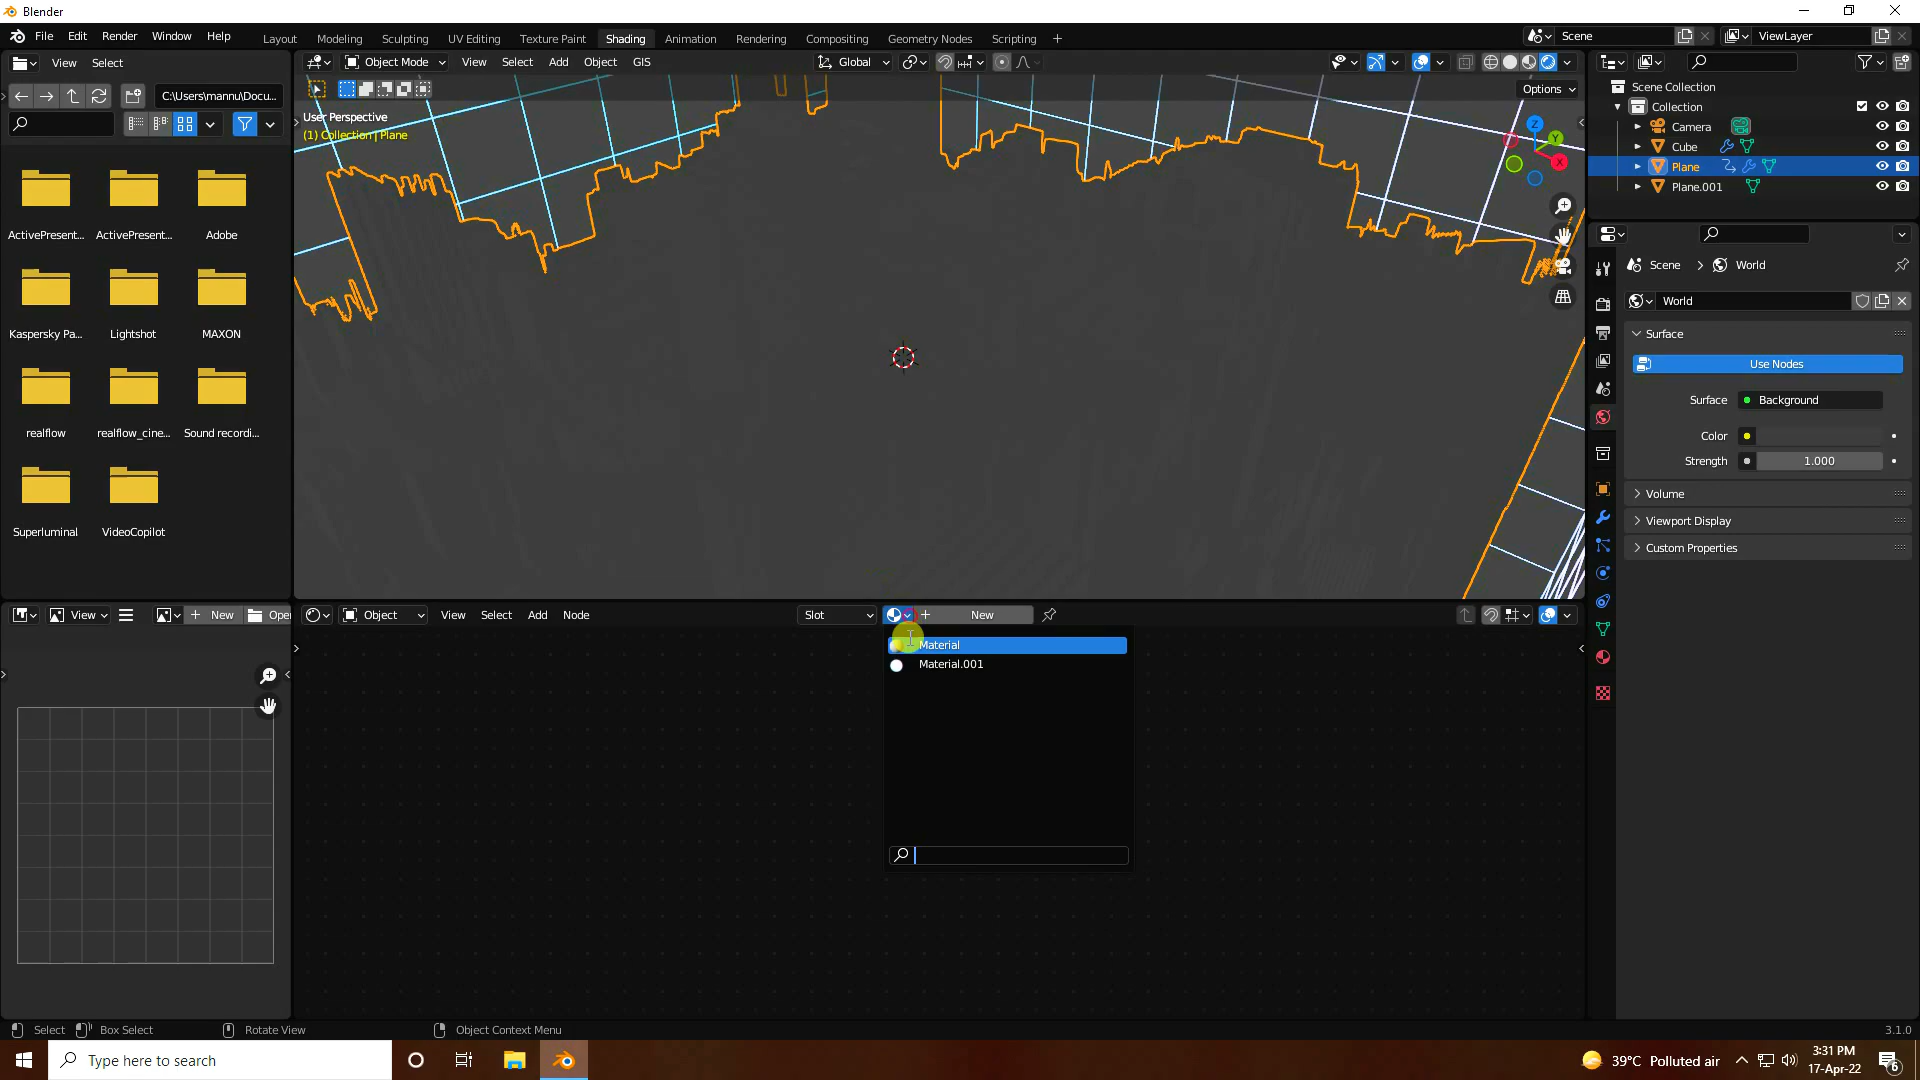 Blender
File Edit Render Window Help
Layout Modeling Sculpting UV Editing Texture Paint Shading Animation Rendering Compositing Geometry Nodes Scripting +
Scene
ViewLayer
View Select
Object Mode View Select Add Object GIS
Global
C:\Users\mannu\Docu...
Options
User Perspective
(1) Collection | Plane
Z
Y
X
Scene Collection
Collection
Camera
Cube
Plane
Plane.001
ActivePresent... ActivePresent... Adobe
Kaspersky Pa... Lightshot MAXON
realflow realflow_cine... Sound recordi...
Superluminal VideoCopilot
Scene > World
World
Surface
Use Nodes
Surface Background
Color
Strength 1.000
Volume
Viewport Display
Custom Properties
View + New Ope
Object View Select Add Node
Slot
+ New
Material
Material.001
Select Box Select Rotate View Object Context Menu
3.1.0
Type here to search
39°C Polluted air
3:31 PM
17-Apr-22
6